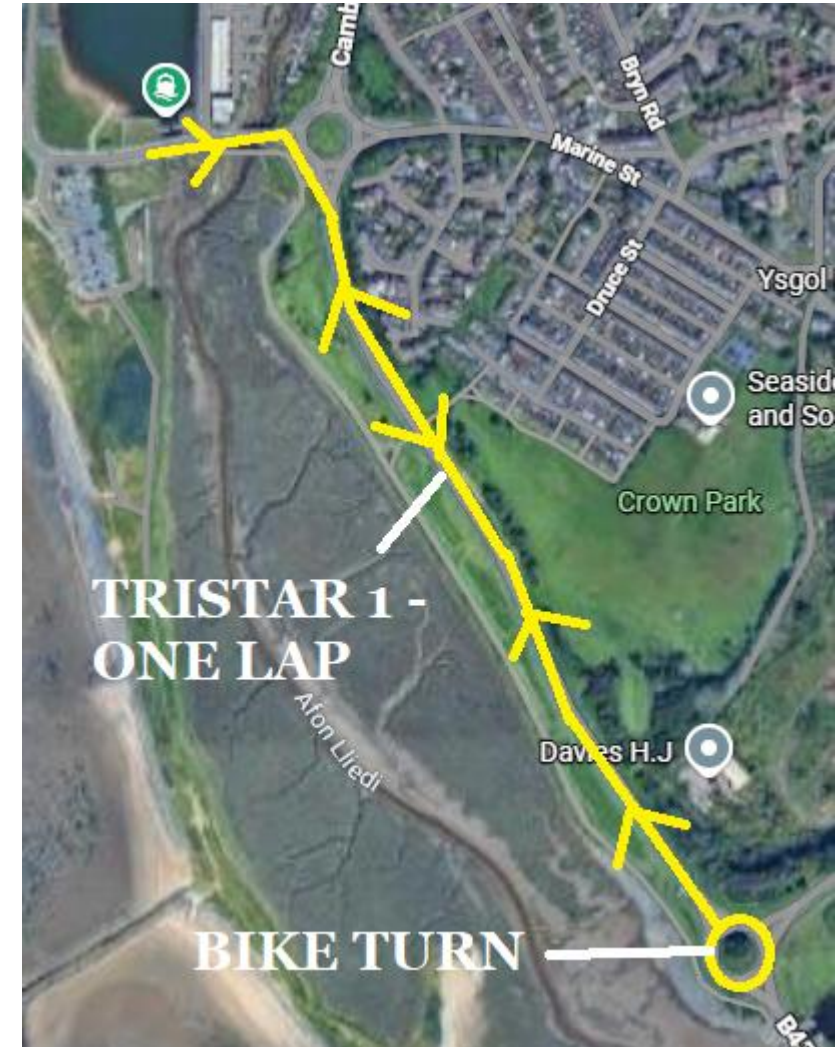 Camb
Bryn Rd
Marine St
Druce St
Ysgol
Seaside
and So
Crown Park
TRISTAR 1 -
ONE LAP
Afon Lliedi
Davies H.J
BIKE TURN
B4